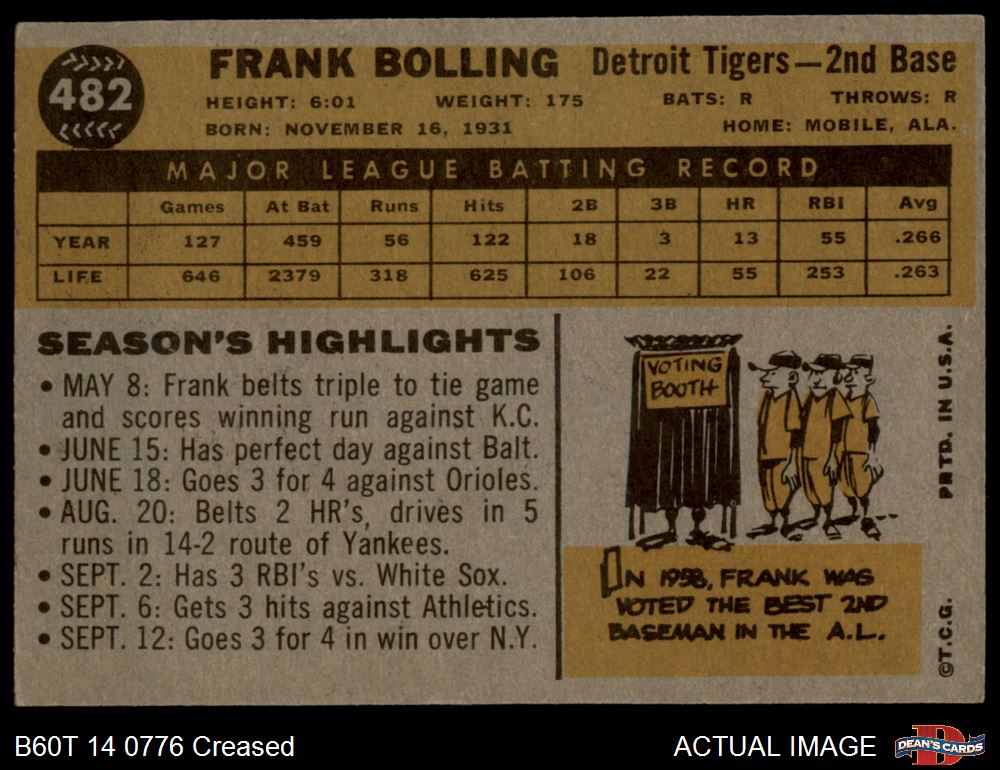 482
FRANK BOLLING Detroit Tigers—2nd Base
HEIGHT: 6:01 WEIGHT: 175 BATS: R THROWS: R
BORN: NOVEMBER 16, 1931 HOME: MOBILE, ALA.
MAJOR LEAGUE BATTING RECORD
Games At Bat Runs Hits 2B 3B HR RBI Avg
YEAR 127 459 56 122 18 3 13 55 .266
LIFE 646 2379 318 625 106 22 55 253 .263
SEASON'S HIGHLIGHTS
• MAY 8: Frank belts triple to tie game
and scores winning run against K.C.
• JUNE 15: Has perfect day against Balt.
• JUNE 18: Goes 3 for 4 against Orioles.
• AUG. 20: Belts 2 HR's, drives in 5
runs in 14-2 route of Yankees.
• SEPT. 2: Has 3 RBI's vs. White Sox.
• SEPT. 6: Gets 3 hits against Athletics.
• SEPT. 12: Goes 3 for 4 in win over N.Y.
VOTING
BOOTH
IN 1958, FRANK WAS
VOTED THE BEST 2ND
BASEMAN IN THE A.L.
©T.C.G. PRTD. IN U.S.A.
B60T 14 0776 Creased
ACTUAL IMAGE
DEAN'S CARDS